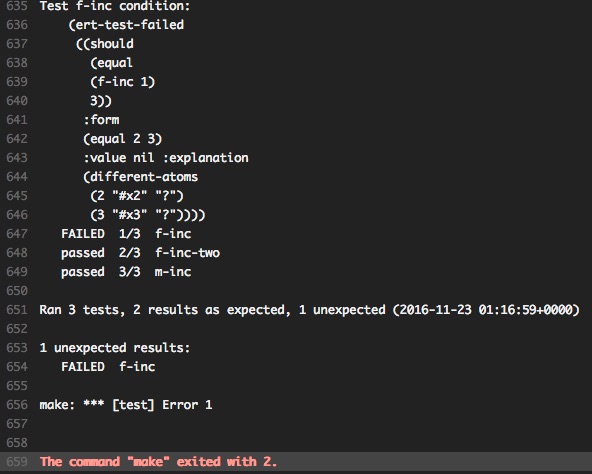 635 Test f-inc condition:
636     (ert-test-failed
637      ((should
638        (equal
639        (f-inc 1)
640        3))
641       :form
642       (equal 2 3)
643       :value nil :explanation
644       (different-atoms
645        (2 "#x2" "?")
646        (3 "#x3" "?"))))
647    FAILED  1/3  f-inc
648    passed  2/3  f-inc-two
649    passed  3/3  m-inc
650
651 Ran 3 tests, 2 results as expected, 1 unexpected (2016-11-23 01:16:59+0000)
652
653 1 unexpected results:
654    FAILED  f-inc
655
656 make: *** [test] Error 1
657
658
659 The command "make" exited with 2.